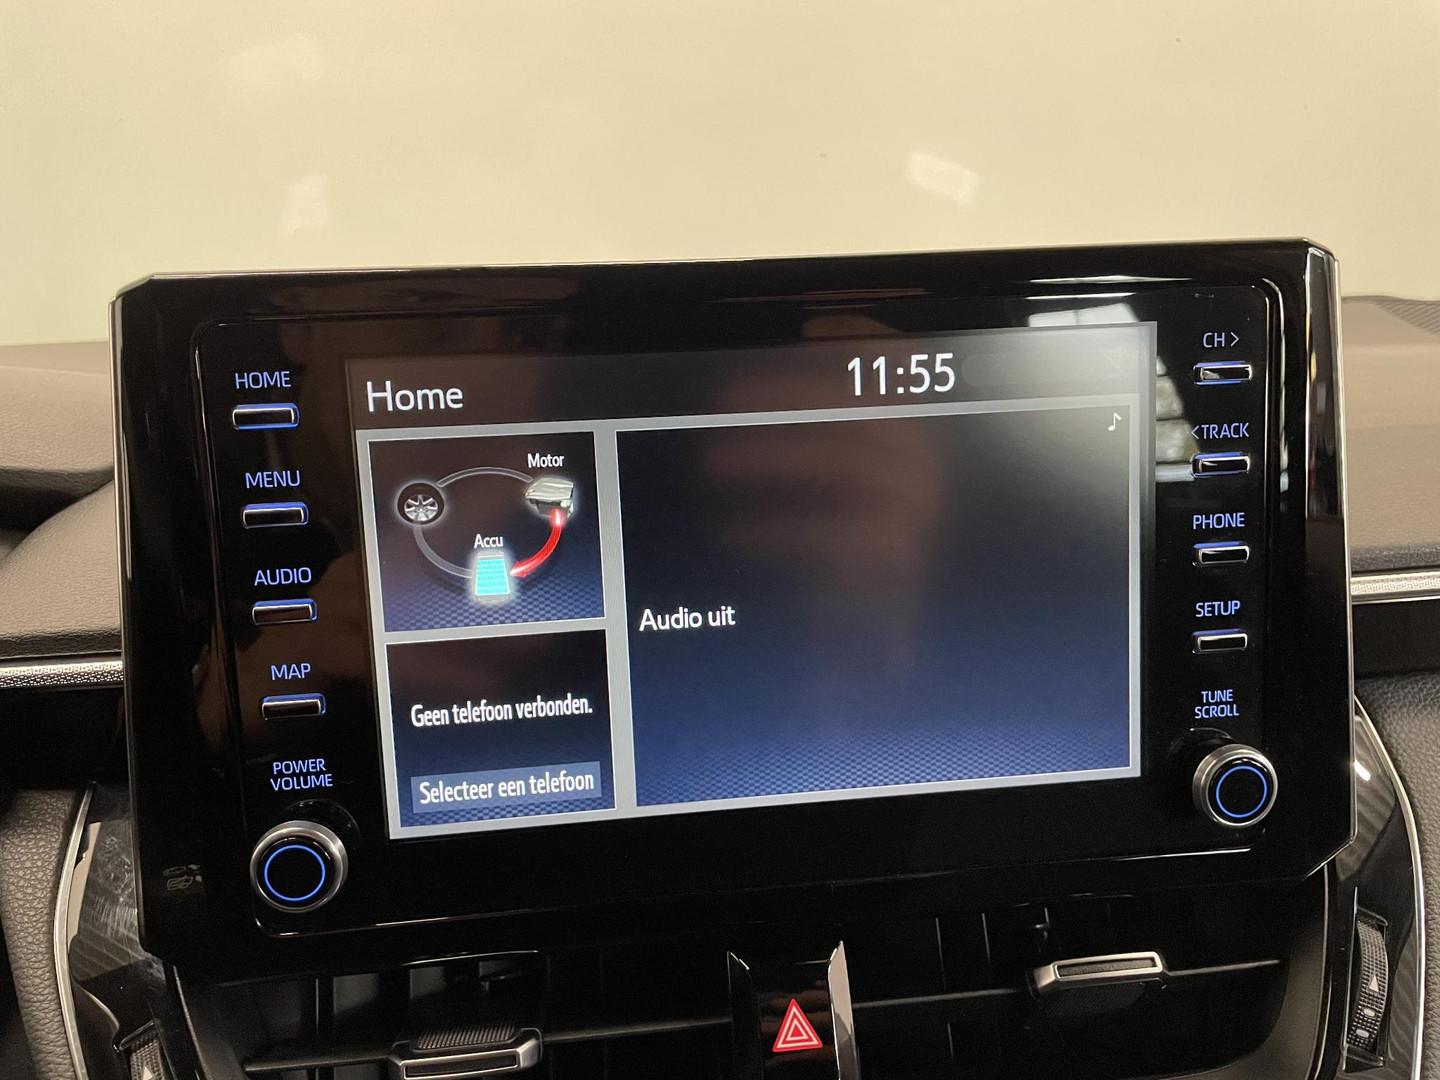 HOME
MENU
AUDIO
MAP
POWER
VOLUME
Home
11:55
Motor
Accu
Geen telefoon verbonden.
Selecteer een telefoon
Audio uit
CH >
< TRACK
PHONE
SETUP
TUNE
SCROLL